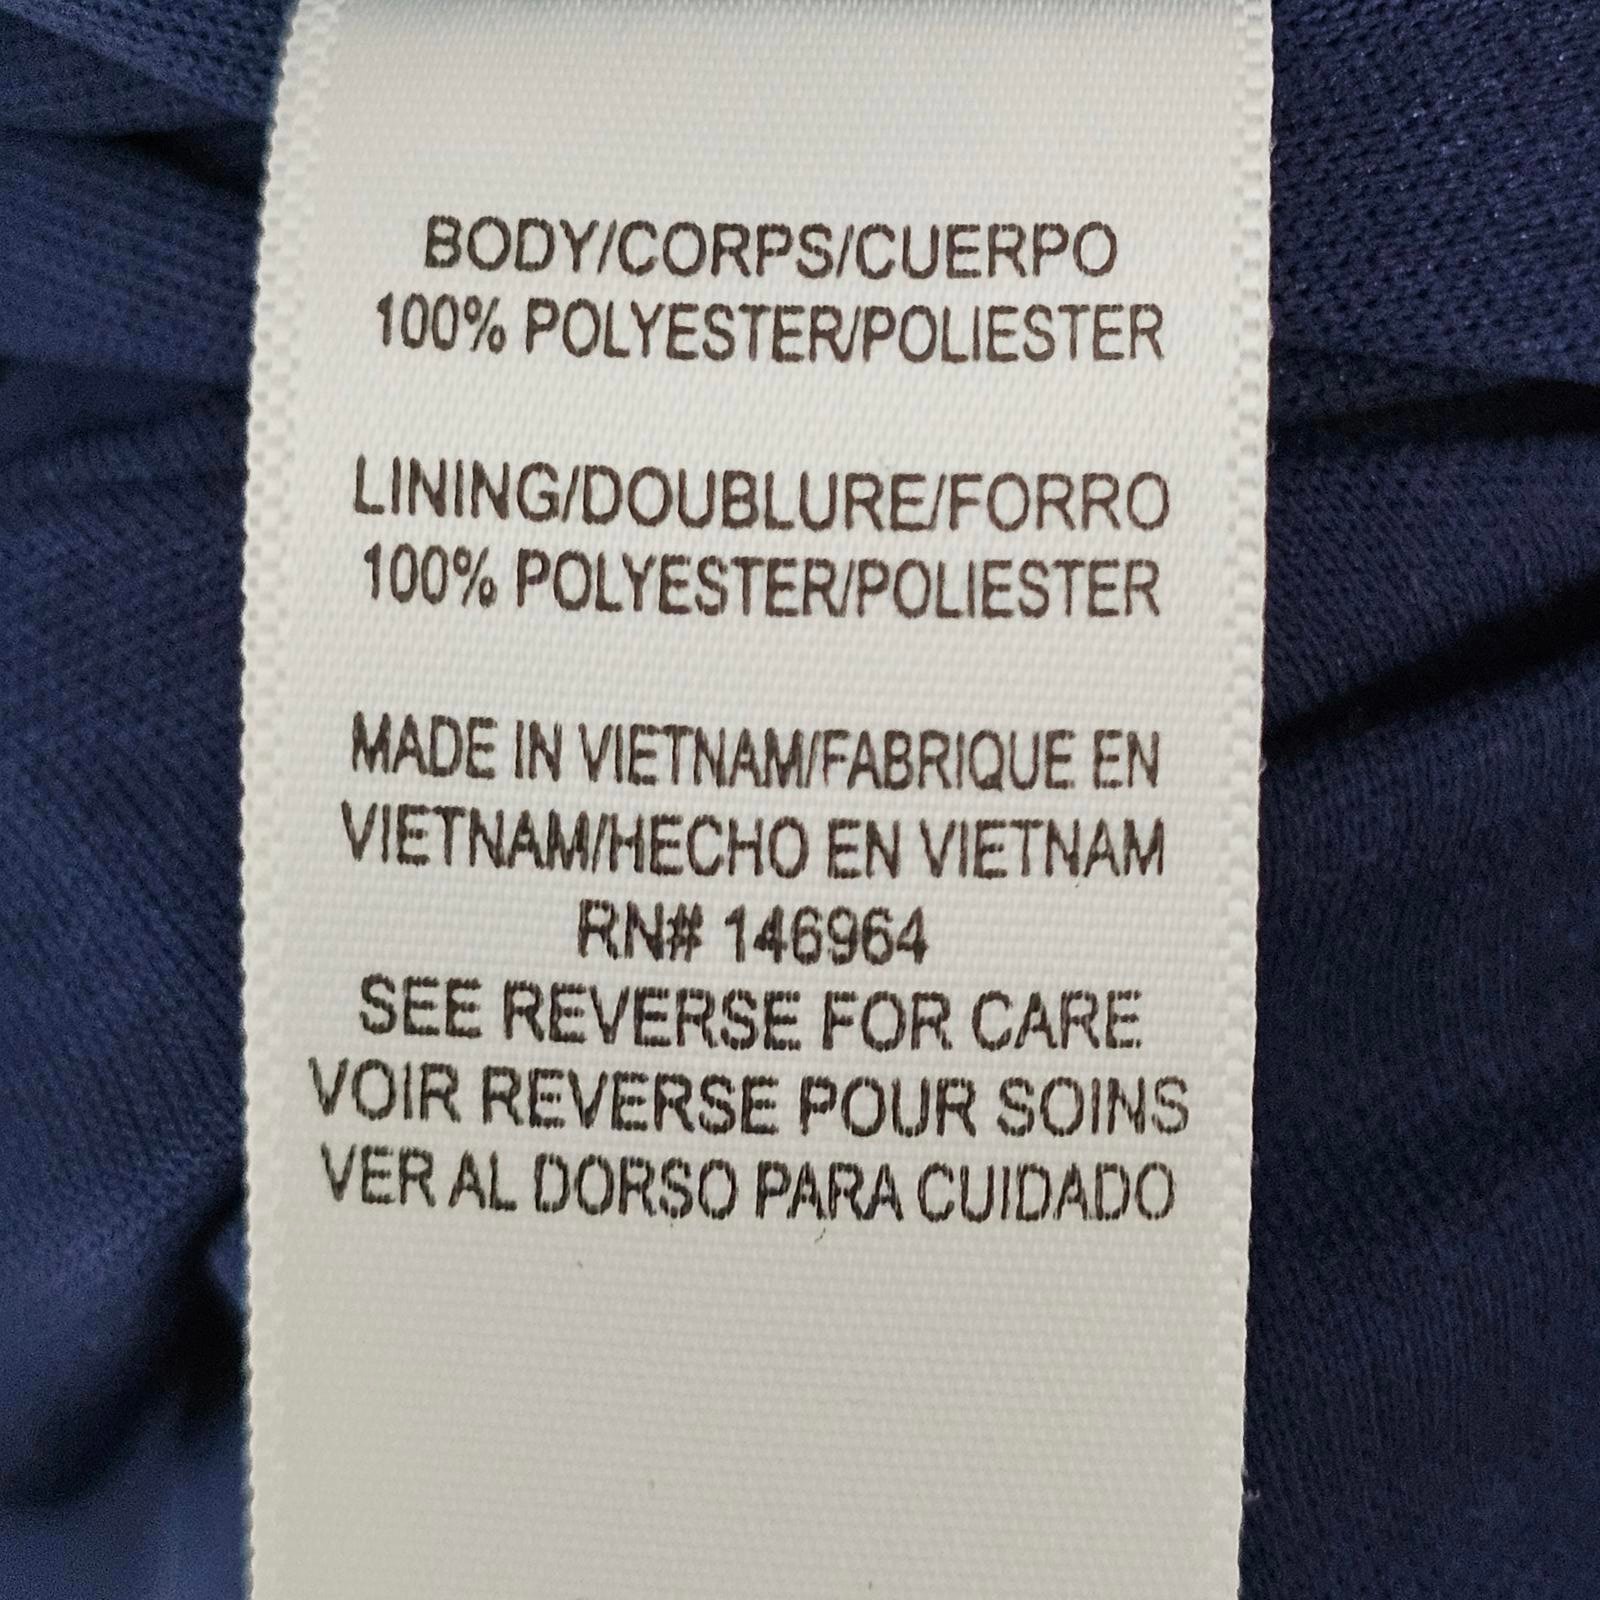 BODY/CORPS/CUERPO
100% POLYESTER/POLIESTER
LINING/DOUBLURE/FORRO
100% POLYESTER/POLIESTER
MADE IN VIETNAM/FABRIQUE EN
VIETNAM/HECHO EN VIETNAM
RN# 146964
SEE REVERSE FOR CARE
VOIR REVERSE POUR SOINS
VER AL DORSO PARA CUIDADO